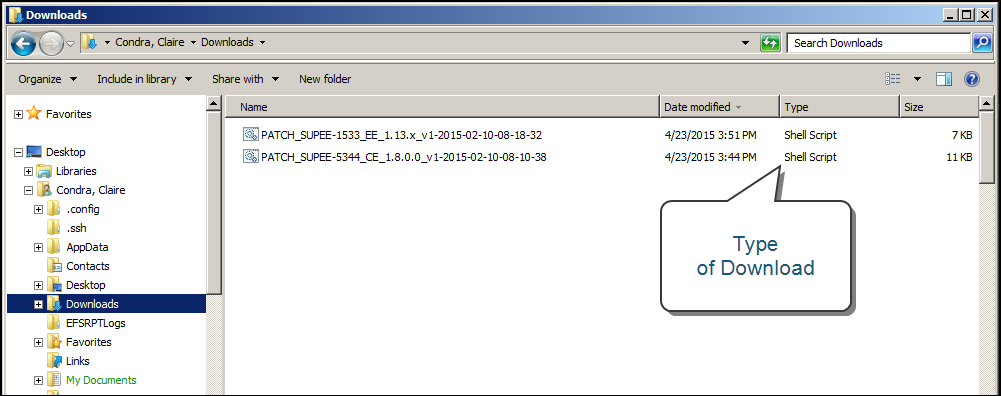 Downloads
Condra, Claire Downloads
Search Downloads
Organize Include in library Share with New folder
Name Date modified Type Size
PATCH_SUPEE-1533_EE_1.13.x_v1-2015-02-10-08-18-32 4/23/2015 3:51 PM Shell Script 7 KB
PATCH_SUPEE-5344_CE_1.8.0.0_v1-2015-02-10-08-10-38 4/23/2015 3:44 PM Shell Script 11 KB
Type
of Download
Favorites
Desktop
Libraries
Condra, Claire
.config
.ssh
AppData
Contacts
Desktop
Downloads
EFSRPTLogs
Favorites
Links
My Documents